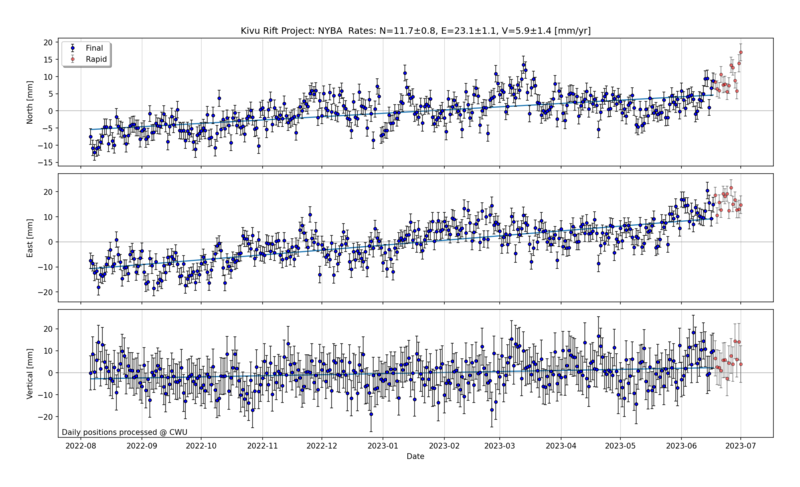 Kivu Rift Project: NYBA  Rates: N=11.7±0.8, E=23.1±1.1, V=5.9±1.4 [mm/yr]
North [mm]
20
15
10
5
0
−5
−10
−15
Final
Rapid
East [mm]
20
10
0
−10
−20
Vertical [mm]
20
10
0
−10
−20
Daily positions processed @ CWU
2022-08 2022-09 2022-10 2022-11 2022-12 2023-01 2023-02 2023-03 2023-04 2023-05 2023-06 2023-07
Date